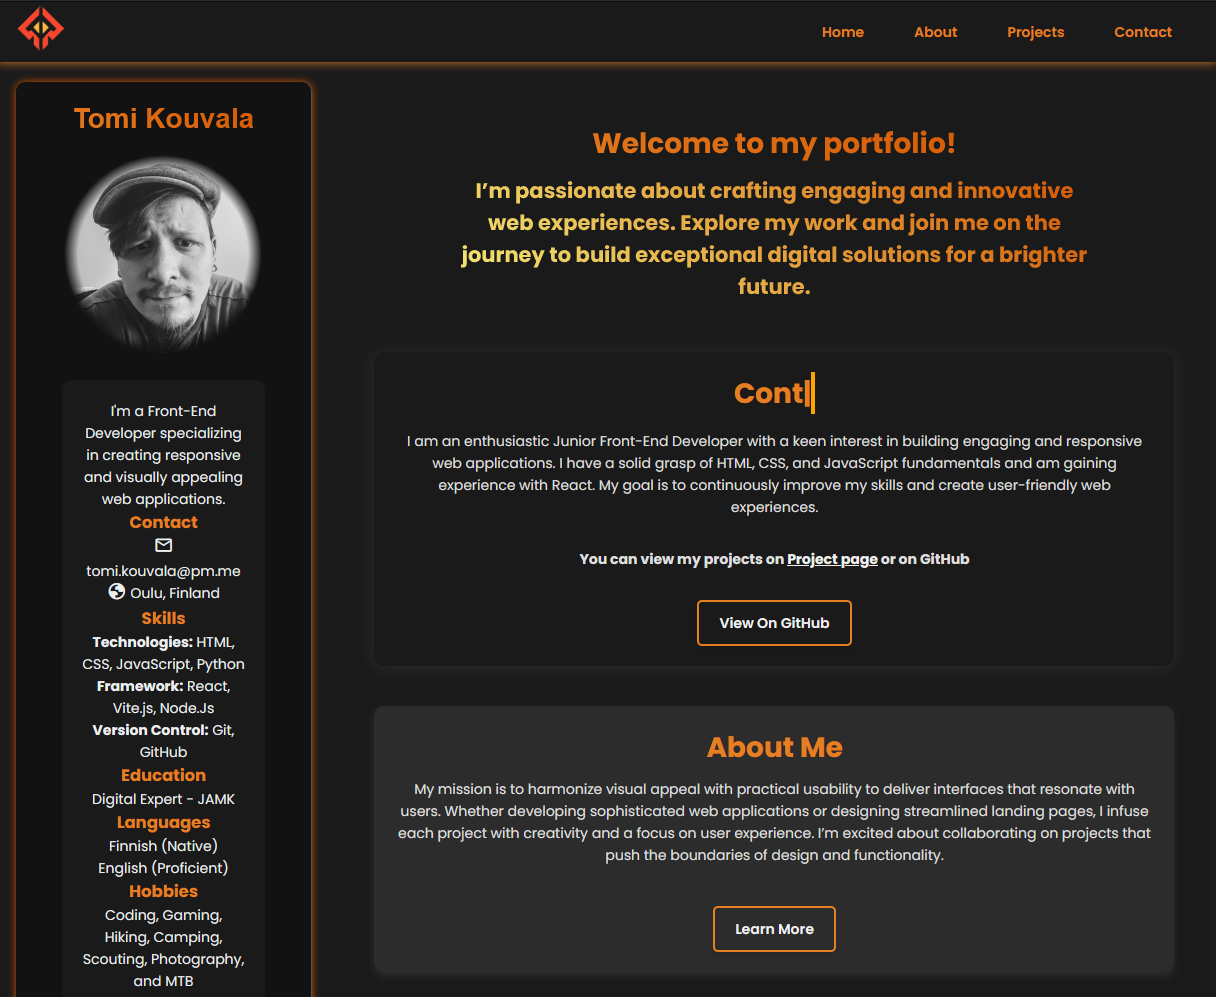 Home About Projects Contact
Tomi Kouvala
I'm a Front-End
Developer specializing
in creating responsive
and visually appealing
web applications.
Contact
tomi.kouvala@pm.me
Oulu, Finland
Skills
Technologies: HTML,
CSS, JavaScript, Python
Framework: React,
Vite.js, Node.Js
Version Control: Git,
GitHub
Education
Digital Expert - JAMK
Languages
Finnish (Native)
English (Proficient)
Hobbies
Coding, Gaming,
Hiking, Camping,
Scouting, Photography,
and MTB
Welcome to my portfolio!
I’m passionate about crafting engaging and innovative
web experiences. Explore my work and join me on the
journey to build exceptional digital solutions for a brighter
future.
Cont
I am an enthusiastic Junior Front-End Developer with a keen interest in building engaging and responsive
web applications. I have a solid grasp of HTML, CSS, and JavaScript fundamentals and am gaining
experience with React. My goal is to continuously improve my skills and create user-friendly web
experiences.
You can view my projects on Project page or on GitHub
View On GitHub
About Me
My mission is to harmonize visual appeal with practical usability to deliver interfaces that resonate with
users. Whether developing sophisticated web applications or designing streamlined landing pages, I infuse
each project with creativity and a focus on user experience. I’m excited about collaborating on projects that
push the boundaries of design and functionality.
Learn More